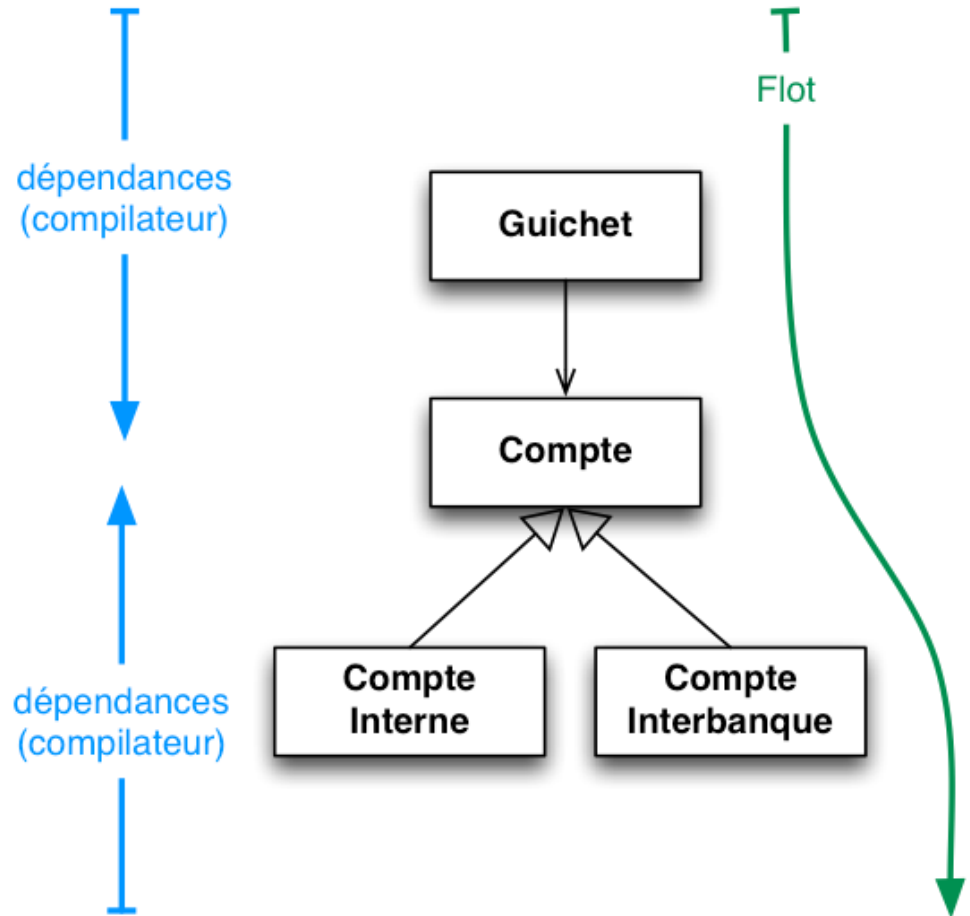 Flot
dépendances
(compilateur)
Guichet
Compte
dépendances
(compilateur)
Compte
Interne
Compte
Interbanque